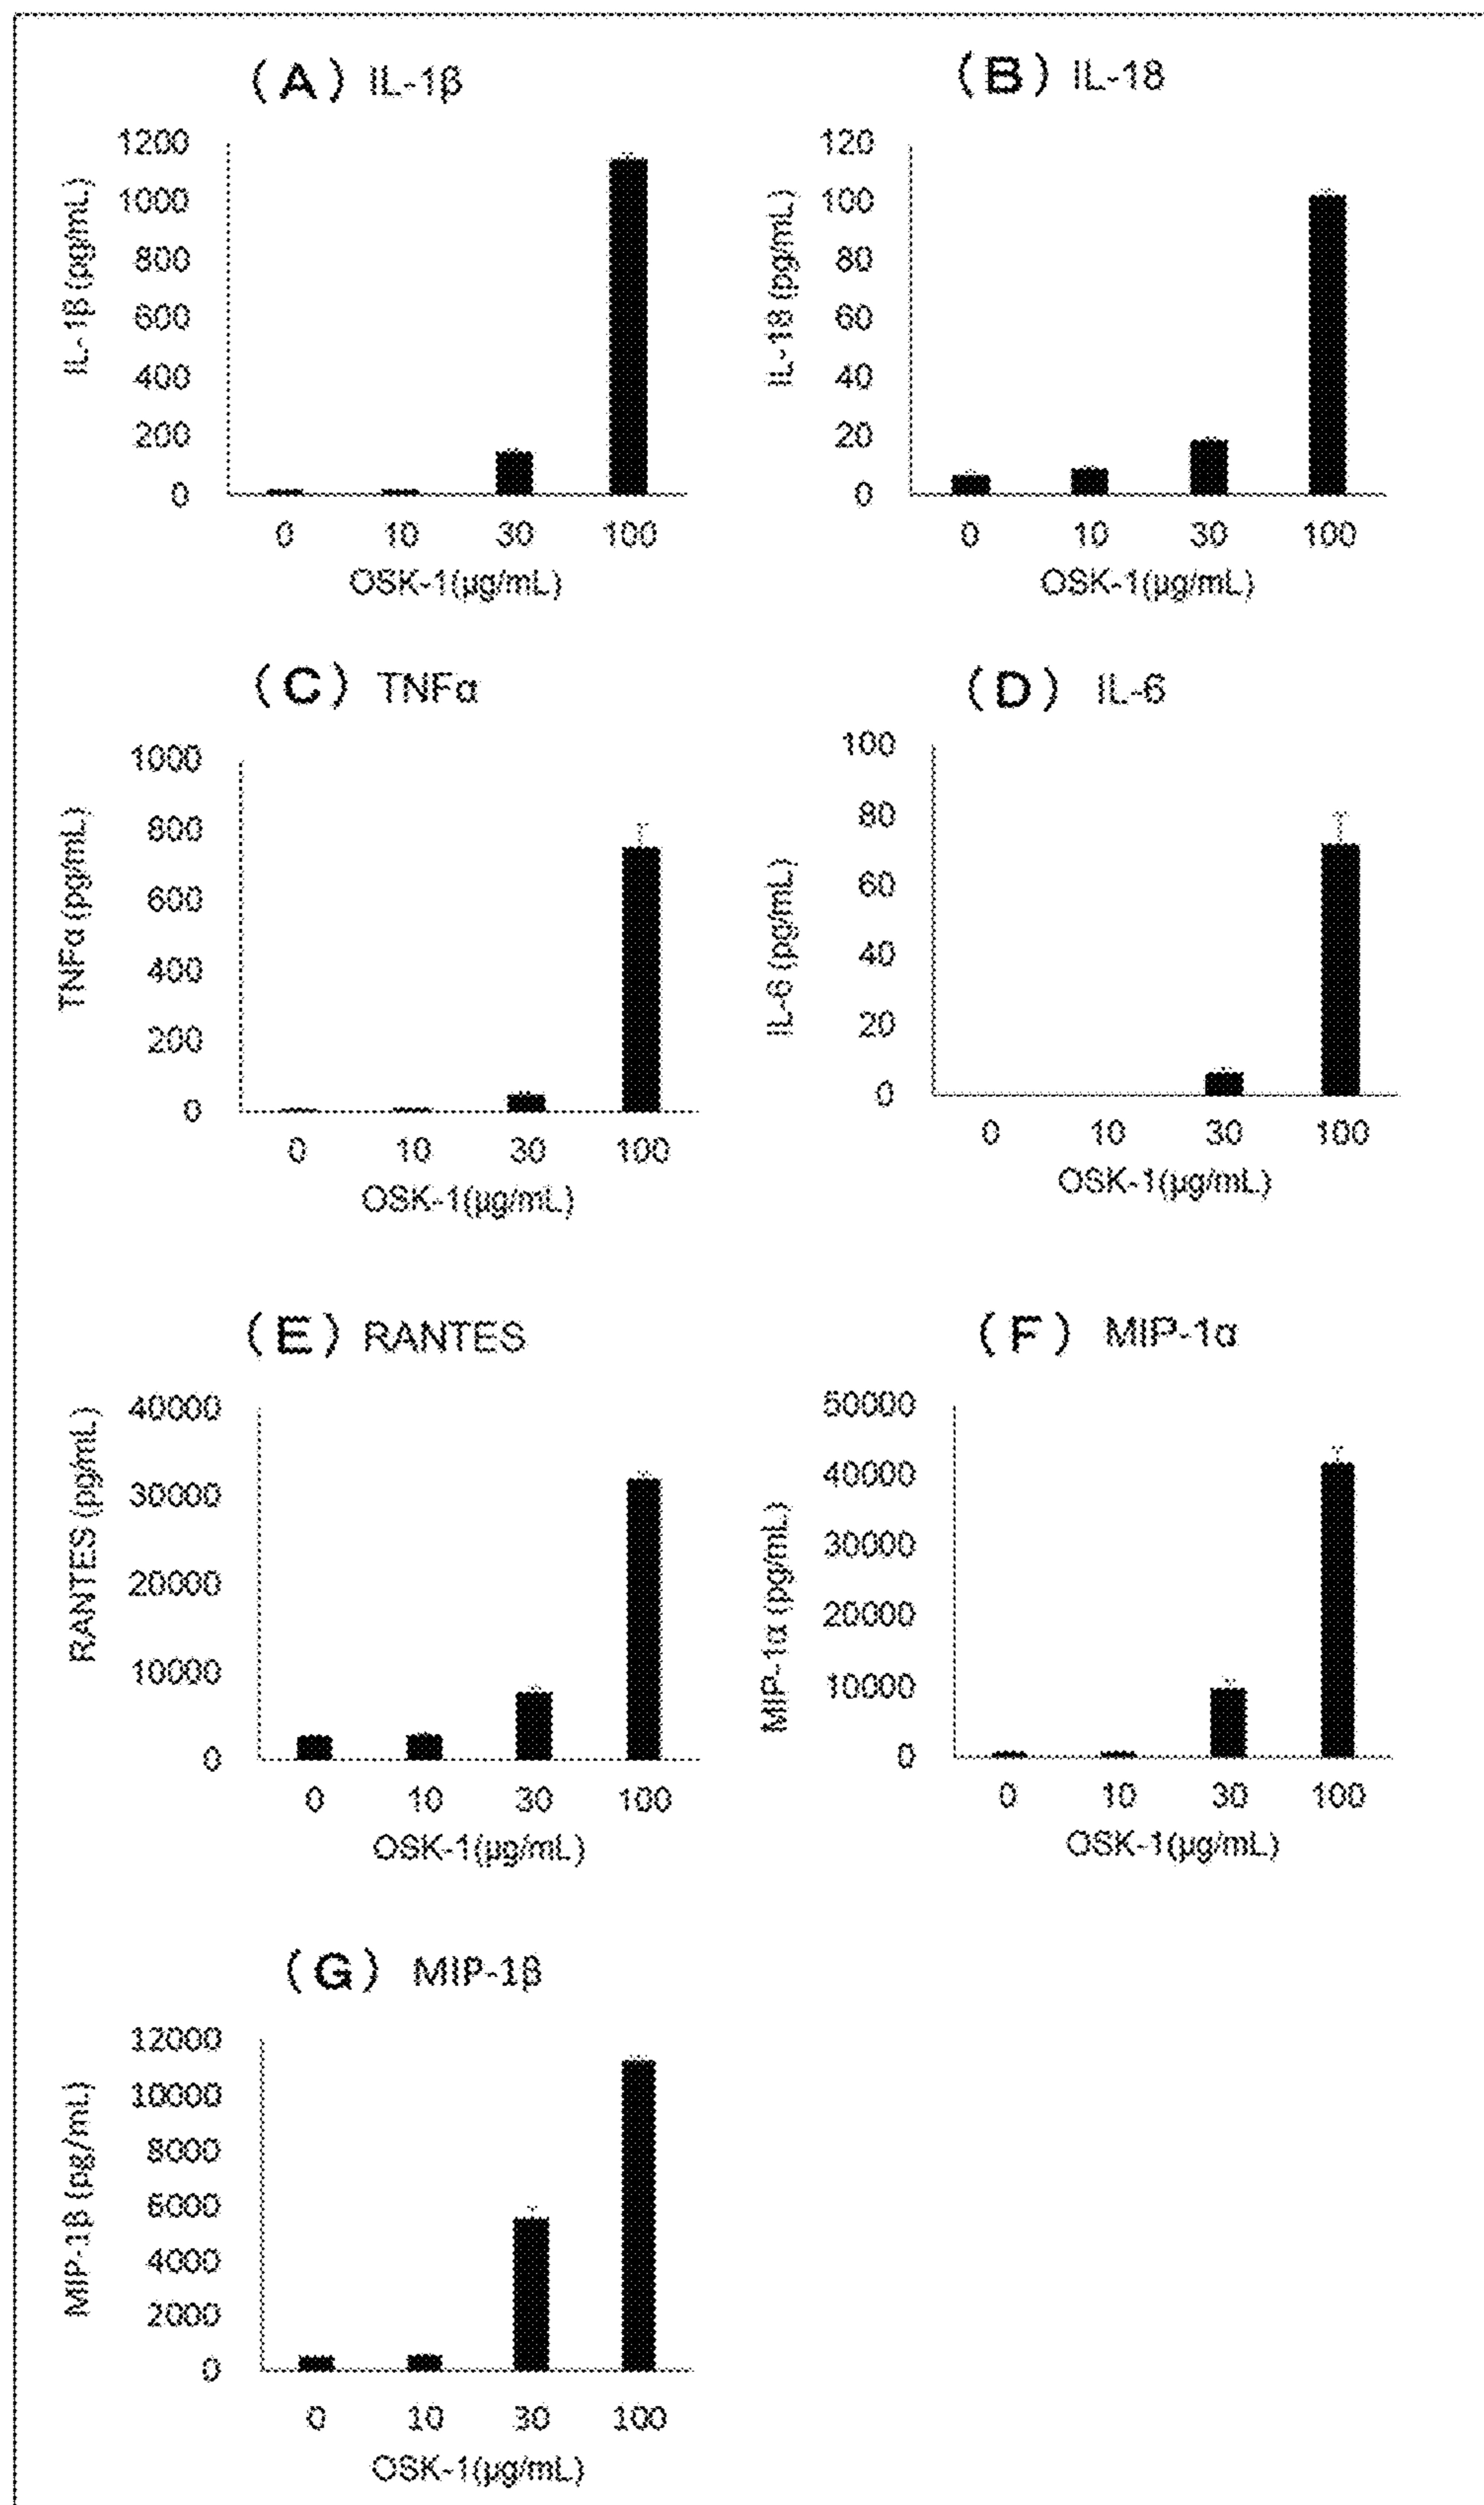 (A) IL-1β
IL-1β (pg/mL)
1200
1000
800
600
400
200
0
0 10 30 100
OSK-1(μg/mL)
(B) IL-18
IL-18 (pg/mL)
120
100
80
60
40
20
0
0 10 30 100
OSK-1(μg/mL)
(C) TNFα
TNFα (pg/mL)
1000
800
600
400
200
0
0 10 30 100
OSK-1(μg/mL)
(D) IL-6
IL-6 (pg/mL)
100
80
60
40
20
0
0 10 30 100
OSK-1(μg/mL)
(E) RANTES
RANTES (pg/mL)
40000
30000
20000
10000
0
0 10 30 100
OSK-1(μg/mL)
(F) MIP-1α
MIP-1α (pg/mL)
50000
40000
30000
20000
10000
0
0 10 30 100
OSK-1(μg/mL)
(G) MIP-1β
MIP-1β (pg/mL)
12000
10000
8000
6000
4000
2000
0
0 10 30 100
OSK-1(μg/mL)